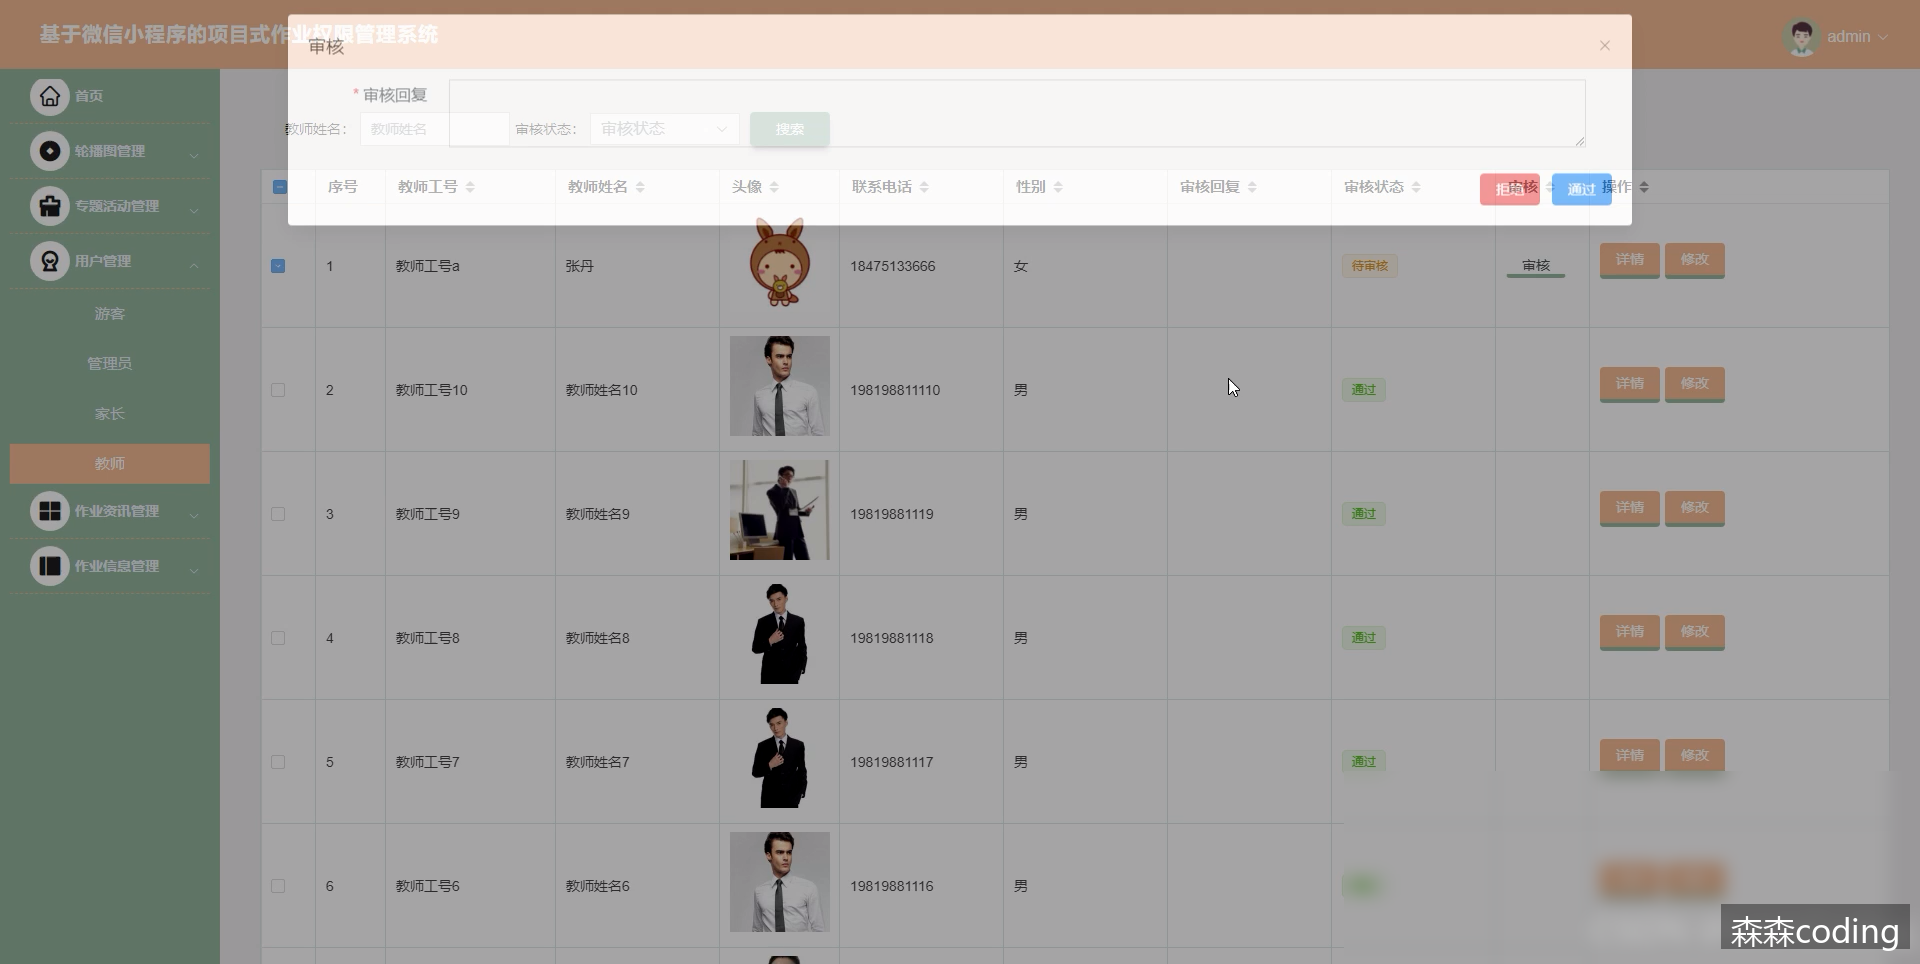 基于微信小程序的项目式作业权限管理系统
admin
审核
审核回复
教师姓名： 教师姓名 审核状态： 审核状态 搜索
序号 教师工号 教师姓名 头像 联系电话 性别 审核回复 审核状态 审核 操作
拒绝 通过
1 教师工号a 张丹 18475133666 女 待审核 审核 详情 修改
2 教师工号10 教师姓名10 198198811110 男 通过 详情 修改
3 教师工号9 教师姓名9 19819881119 男 通过 详情 修改
4 教师工号8 教师姓名8 19819881118 男 通过 详情 修改
5 教师工号7 教师姓名7 19819881117 男 通过 详情 修改
6 教师工号6 教师姓名6 19819881116 男
首页
轮播图管理
专题活动管理
用户管理
游客
管理员
家长
教师
作业资讯管理
作业信息管理
森森coding